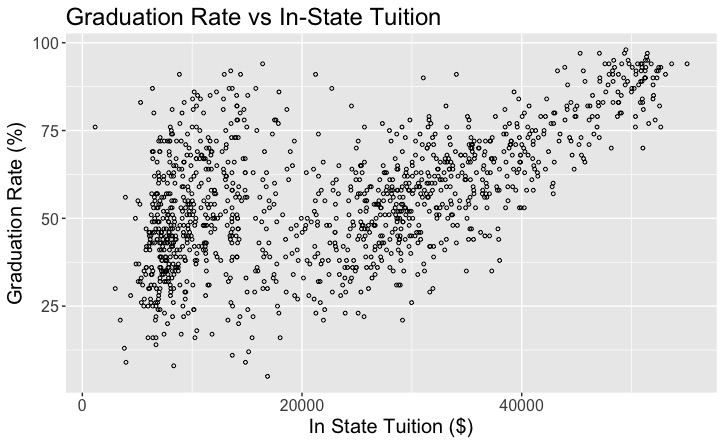 Graduation Rate vs In-State Tuition
100
75
50
25
Graduation Rate (%)
0
20000
40000
In State Tuition ($)